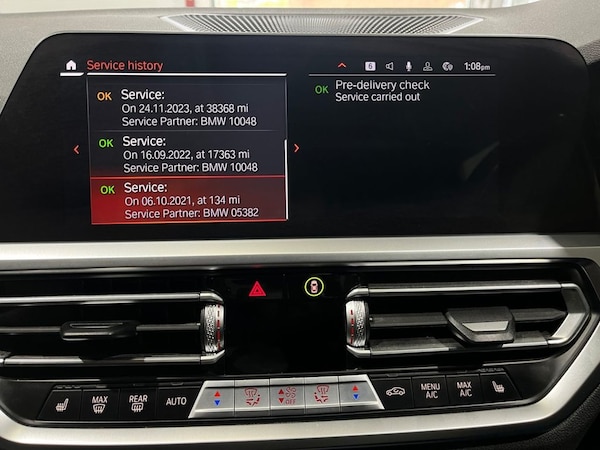 Service history
6
1:08pm
OK Service:
On 24.11.2023, at 38368 mi
Service Partner: BMW 10048
OK Service:
On 16.09.2022, at 17363 mi
Service Partner: BMW 10048
OK Service:
On 06.10.2021, at 134 mi
Service Partner: BMW 05382
OK Pre-delivery check
Service carried out
MAX
REAR
AUTO
OFF
MENU
A/C
MAX
A/C